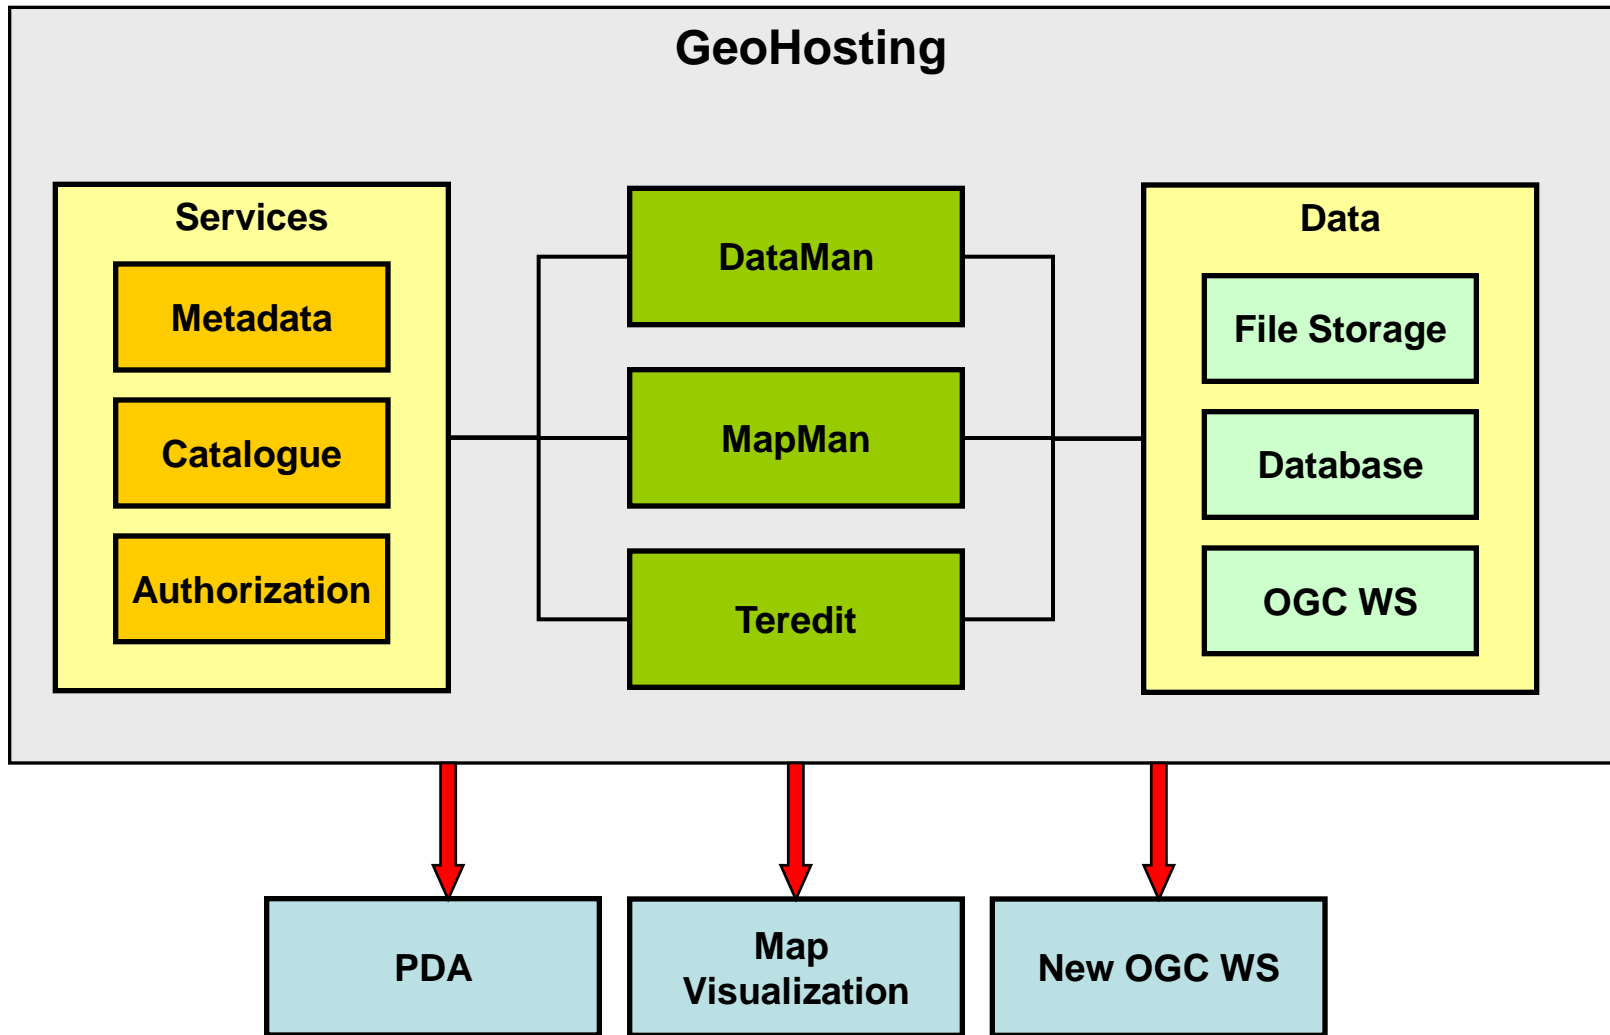 GeoHosting
Services
Metadata
Catalogue
Authorization
DataMan
MapMan
Teredit
Data
File Storage
Database
OGC WS
PDA
Map
Visualization
New OGC WS